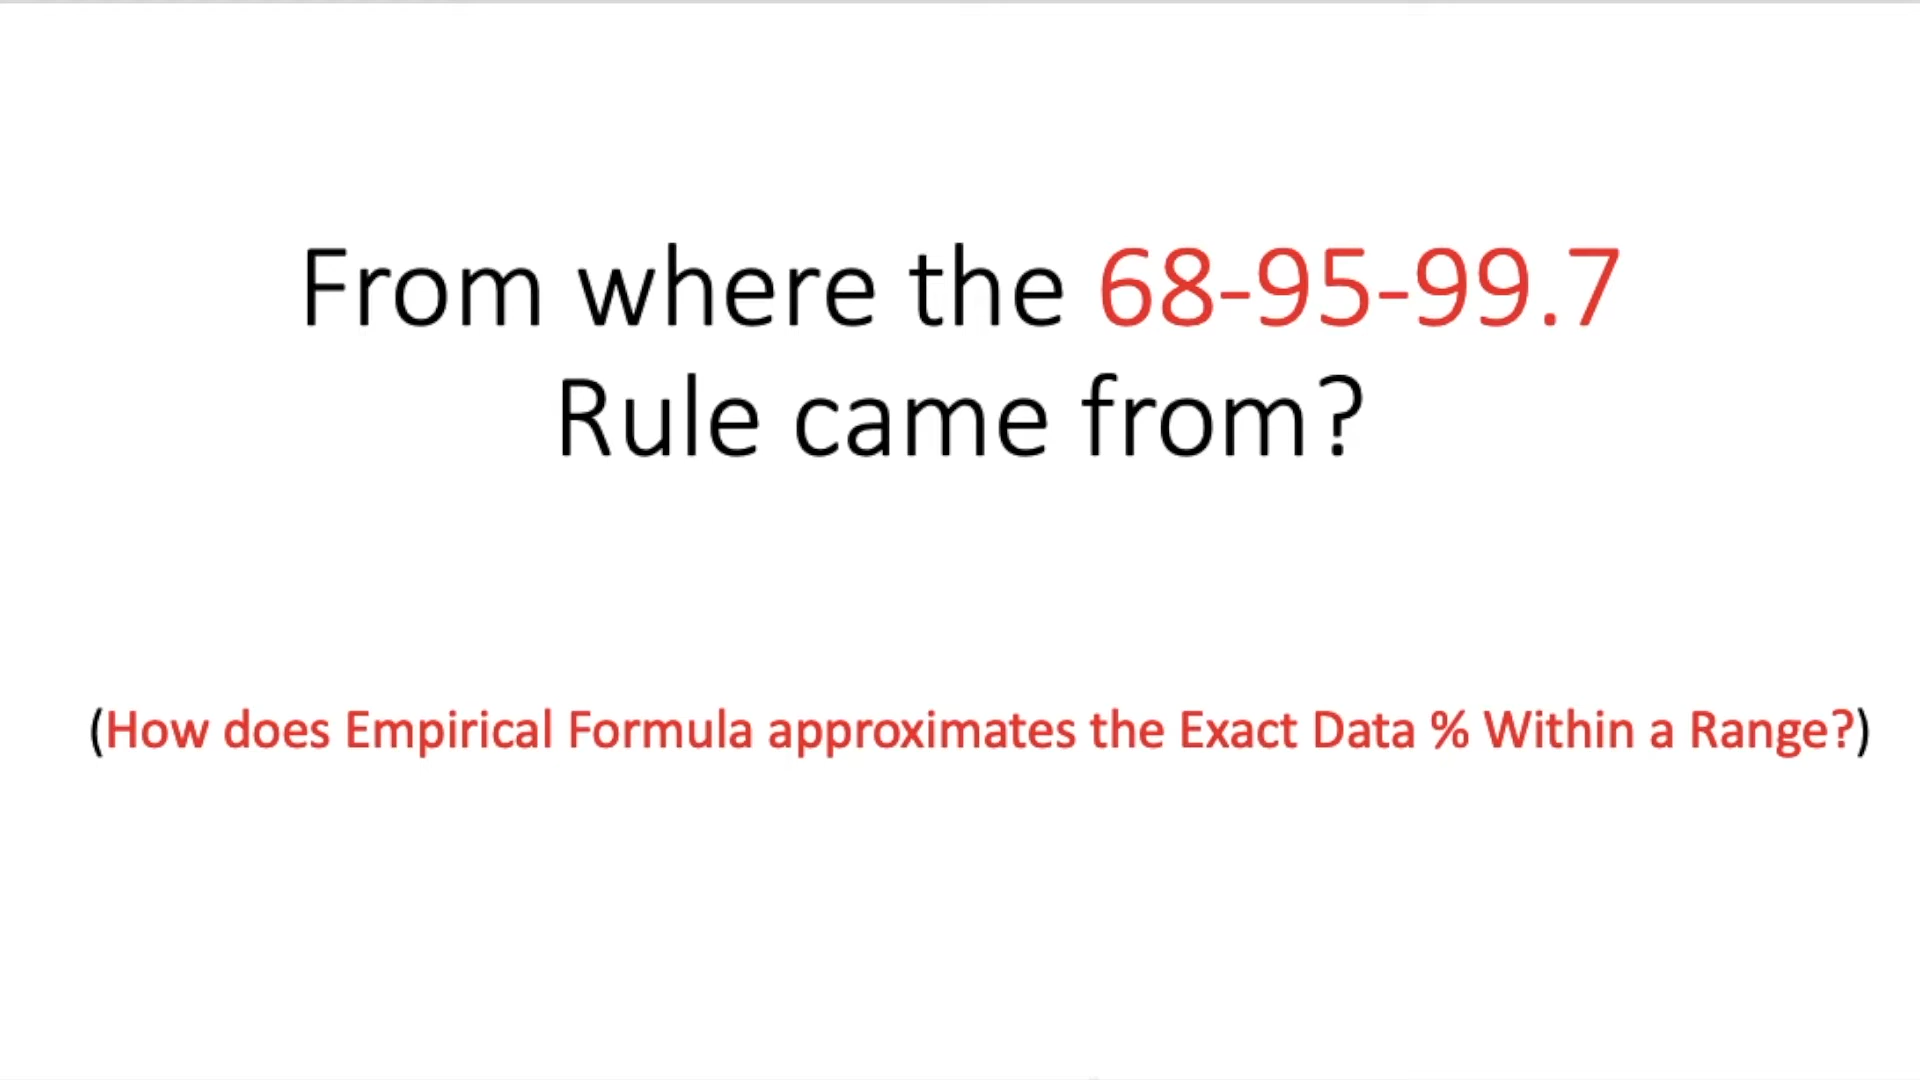 From where the 68-95-99.7
Rule came from?
(How does Empirical Formula approximates the Exact Data % Within a Range?)